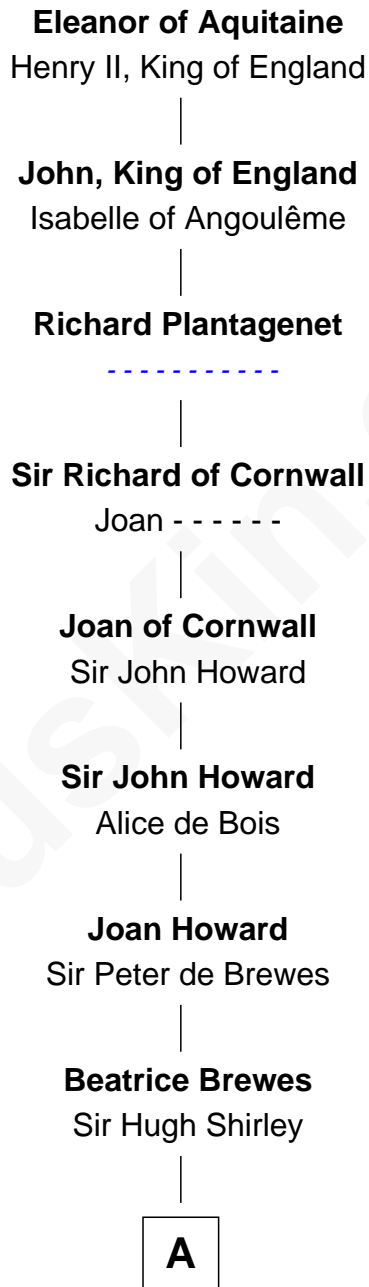 Eleanor of Aquitaine
Henry II, King of England
John, King of England
Isabelle of Angoulême
Richard Plantagenet
- - - - - - - - - - -
Sir Richard of Cornwall
Joan - - - - - -
Joan of Cornwall
Sir John Howard
Sir John Howard
Alice de Bois
Joan Howard
Sir Peter de Brewes
Beatrice Brewes
Sir Hugh Shirley
A